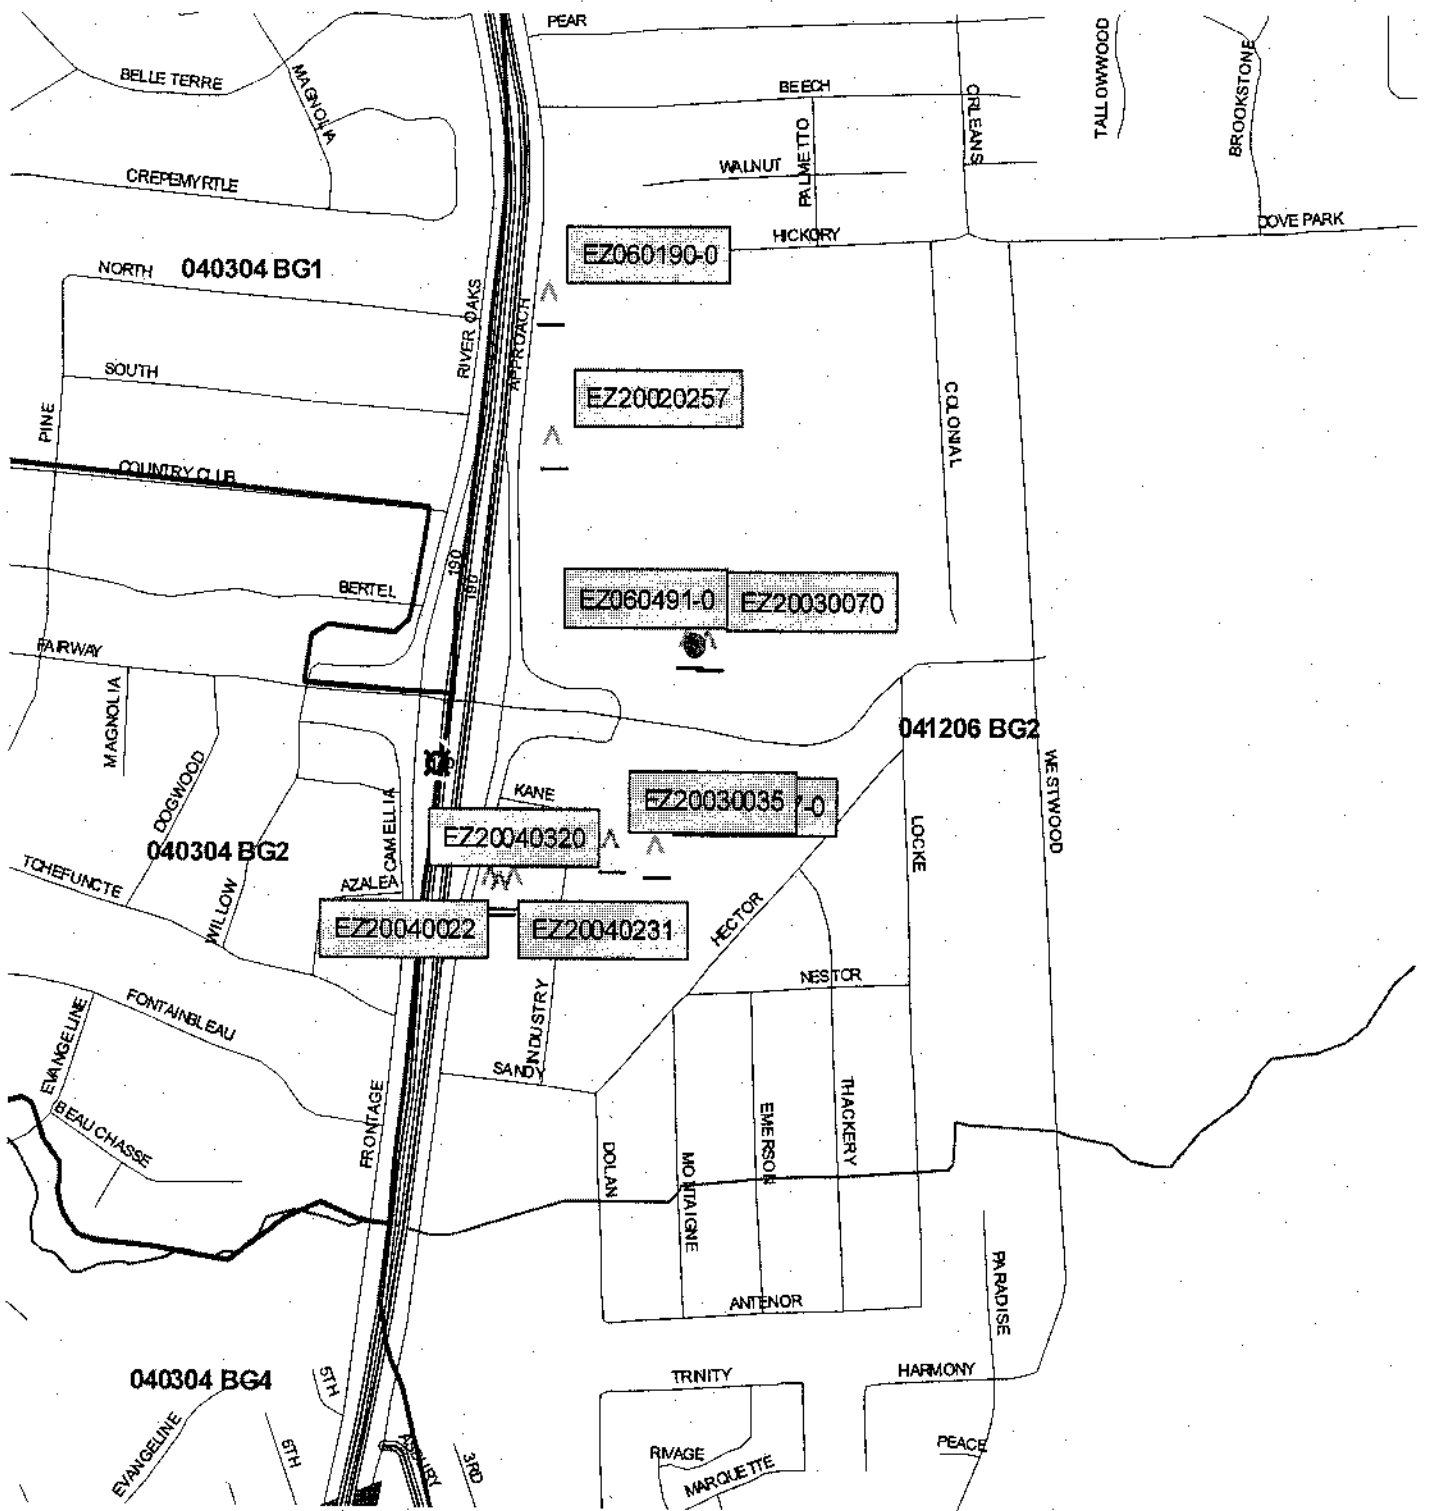 PEAR
BELLE TERRE
MAGNOLIA
BEECH
ORLEANS
TALLOWWOOD
BROOKSTONE
PALMETTO
WALNUT
CREPEMYRTLE
HICKORY
DOVE PARK
EZ060190-0
NORTH
040304 BG1
RIVER OAKS
APPROACH
SOUTH
EZ20020257
COLONIAL
PINE
COUNTRY CLUB
190
190
BERTEL
EZ060491-0
EZ20030070
FAIRWAY
MAGNOLIA
041206 BG2
DOGWOOD
CAMELLIA
KANE
EZ20030035
7-0
WESTWOOD
EZ20040320
LOCKE
040304 BG2
TCHEFUNCTE
WILLOW
AZALEA
EZ20040022
EZ20040231
HECTOR
NESTOR
FONTAINBLEAU
EVANGELINE
INDUSTRY
SANDY
BEAU CHASSE
FRONTAGE
DOLAN
MONTAIGNE
EMERSON
THACKERY
PARADISE
ANTENOR
040304 BG4
5TH
TRINITY
HARMONY
EVANGELINE
6TH
ASBURY
3RD
RIVAGE
MARQUETTE
PEACE